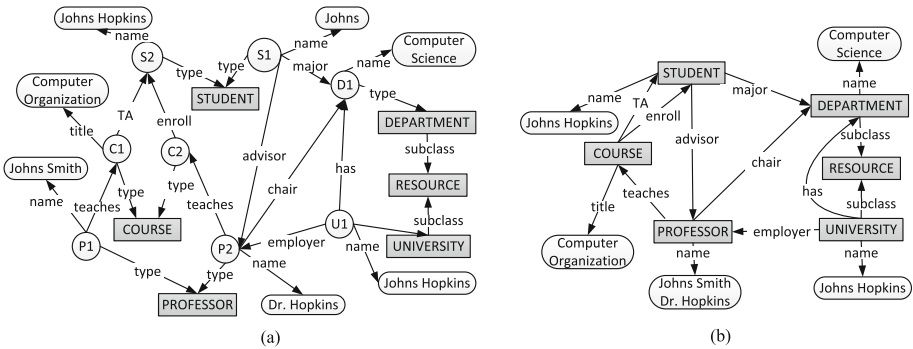 Johns Hopkins
Johns
name
name
S2
S1
Computer
Science
type
type
major
name
Computer
Organization
STUDENT
D1
type
TA
enroll
title
DEPARTMENT
subclass
Johns Smith
C1
C2
advisor
RESOURCE
chair
has
name
teaches
type
type
teaches
subclass
COURSE
U1
P1
P2
employer
UNIVERSITY
type
type
name
name
Johns Hopkins
PROFESSOR
Dr. Hopkins
(a)
Computer
Science
STUDENT
name
name
TA
major
DEPARTMENT
Johns Hopkins
enroll
subclass
COURSE
advisor
chair
RESOURCE
title
teaches
has
subclass
PROFESSOR
employer
UNIVERSITY
Computer
Organization
name
name
Johns Smith
Dr. Hopkins
Johns Hopkins
(b)